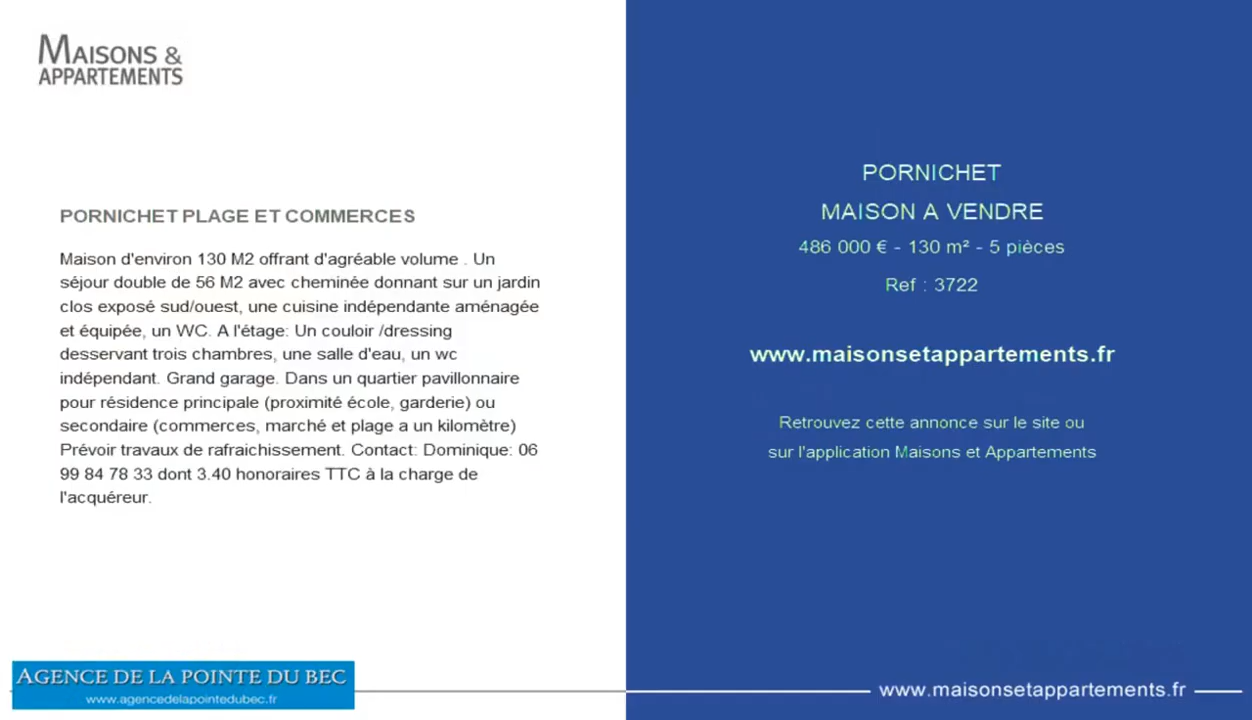 MAISONS &
APPARTEMENTS
PORNICHET PLAGE ET COMMERCES
Maison d'environ 130 M2 offrant d'agréable volume . Un
séjour double de 56 M2 avec cheminée donnant sur un jardin
clos exposé sud/ouest, une cuisine indépendante aménagée
et équipée, un WC. A l'étage: Un couloir /dressing
desservant trois chambres, une salle d'eau, un wc
indépendant. Grand garage. Dans un quartier pavillonnaire
pour résidence principale (proximité école, garderie) ou
secondaire (commerces, marché et plage a un kilomètre)
Prévoir travaux de rafraichissement. Contact: Dominique: 06
99 84 78 33 dont 3.40 honoraires TTC à la charge de
l'acquéreur.
AGENCE DE LA POINTE DU BEC
www.agencedelapointedubec.fr
PORNICHET
MAISON A VENDRE
486 000 € - 130 m² - 5 pièces
Ref : 3722
www.maisonsetappartements.fr
Retrouvez cette annonce sur le site ou
sur l'application Maisons et Appartements
www.maisonsetappartements.fr